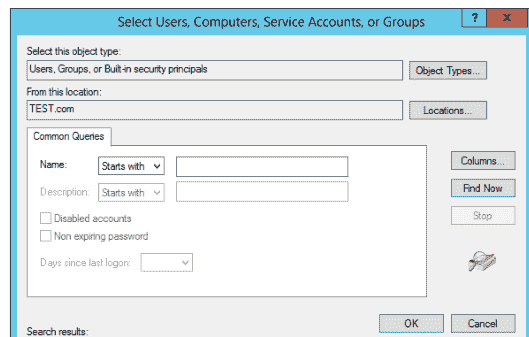 Select Users, Computers, Service Accounts, or Groups ? x
Select this object type:
Users, Groups, or Built-in security principals Object Types...
From this location:
TEST.com Locations...
Common Queries
Name: Starts with Columns...
Description: Starts with Find Now
Disabled accounts Stop
Non expiring password
Days since last logon:
OK Cancel
Search results: